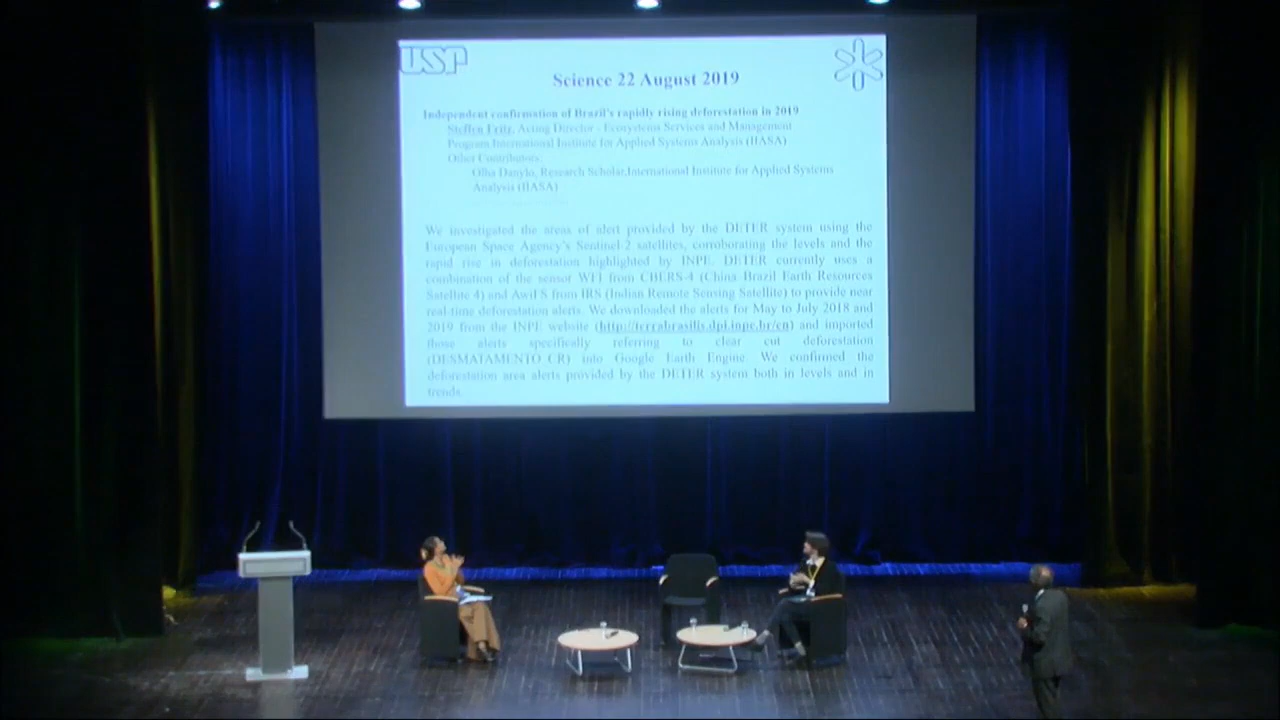 USP
Science 22 August 2019
Independent confirmation of Brazil's rapidly rising deforestation in 2019
Steffen Fritz, Acting Director - Ecosystems Services and Management
Program,International Institute for Applied Systems Analysis (IIASA)
Other Contributors:
Olha Danylo, Research Scholar,International Institute for Applied Systems
Analysis (IIASA)
We investigated the areas of alert provided by the DETER system using the
European Space Agency's Sentinel-2 satellites, corroborating the levels and the
rapid rise in deforestation highlighted by INPE. DETER currently uses a
combination of the sensor WFI from CBERS-4 (China Brazil Earth Resources
Satellite 4) and AwiFS from IRS (Indian Remote Sensing Satellite) to provide near
real-time deforestation alerts. We downloaded the alerts for May to July 2018 and
2019 from the INPE website (http://terrabrasilis.dpi.inpe.br/en) and imported
those alerts specifically referring to clear cut deforestation
(DESMATAMENTO_CR) into Google Earth Engine. We confirmed the
deforestation area alerts provided by the DETER system both in levels and in
trends